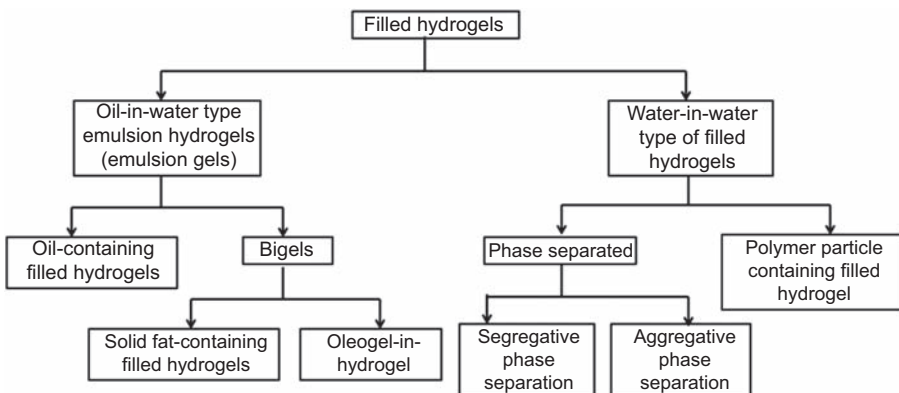 Filled hydrogels
Oil-in-water type
emulsion hydrogels
(emulsion gels)
Water-in-water
type of filled
hydrogels
Oil-containing
filled hydrogels
Bigels
Phase separated
Polymer particle
containing filled
hydrogel
Solid fat-containing
filled hydrogels
Oleogel-in-
hydrogel
Segregative
phase
separation
Aggregative
phase
separation